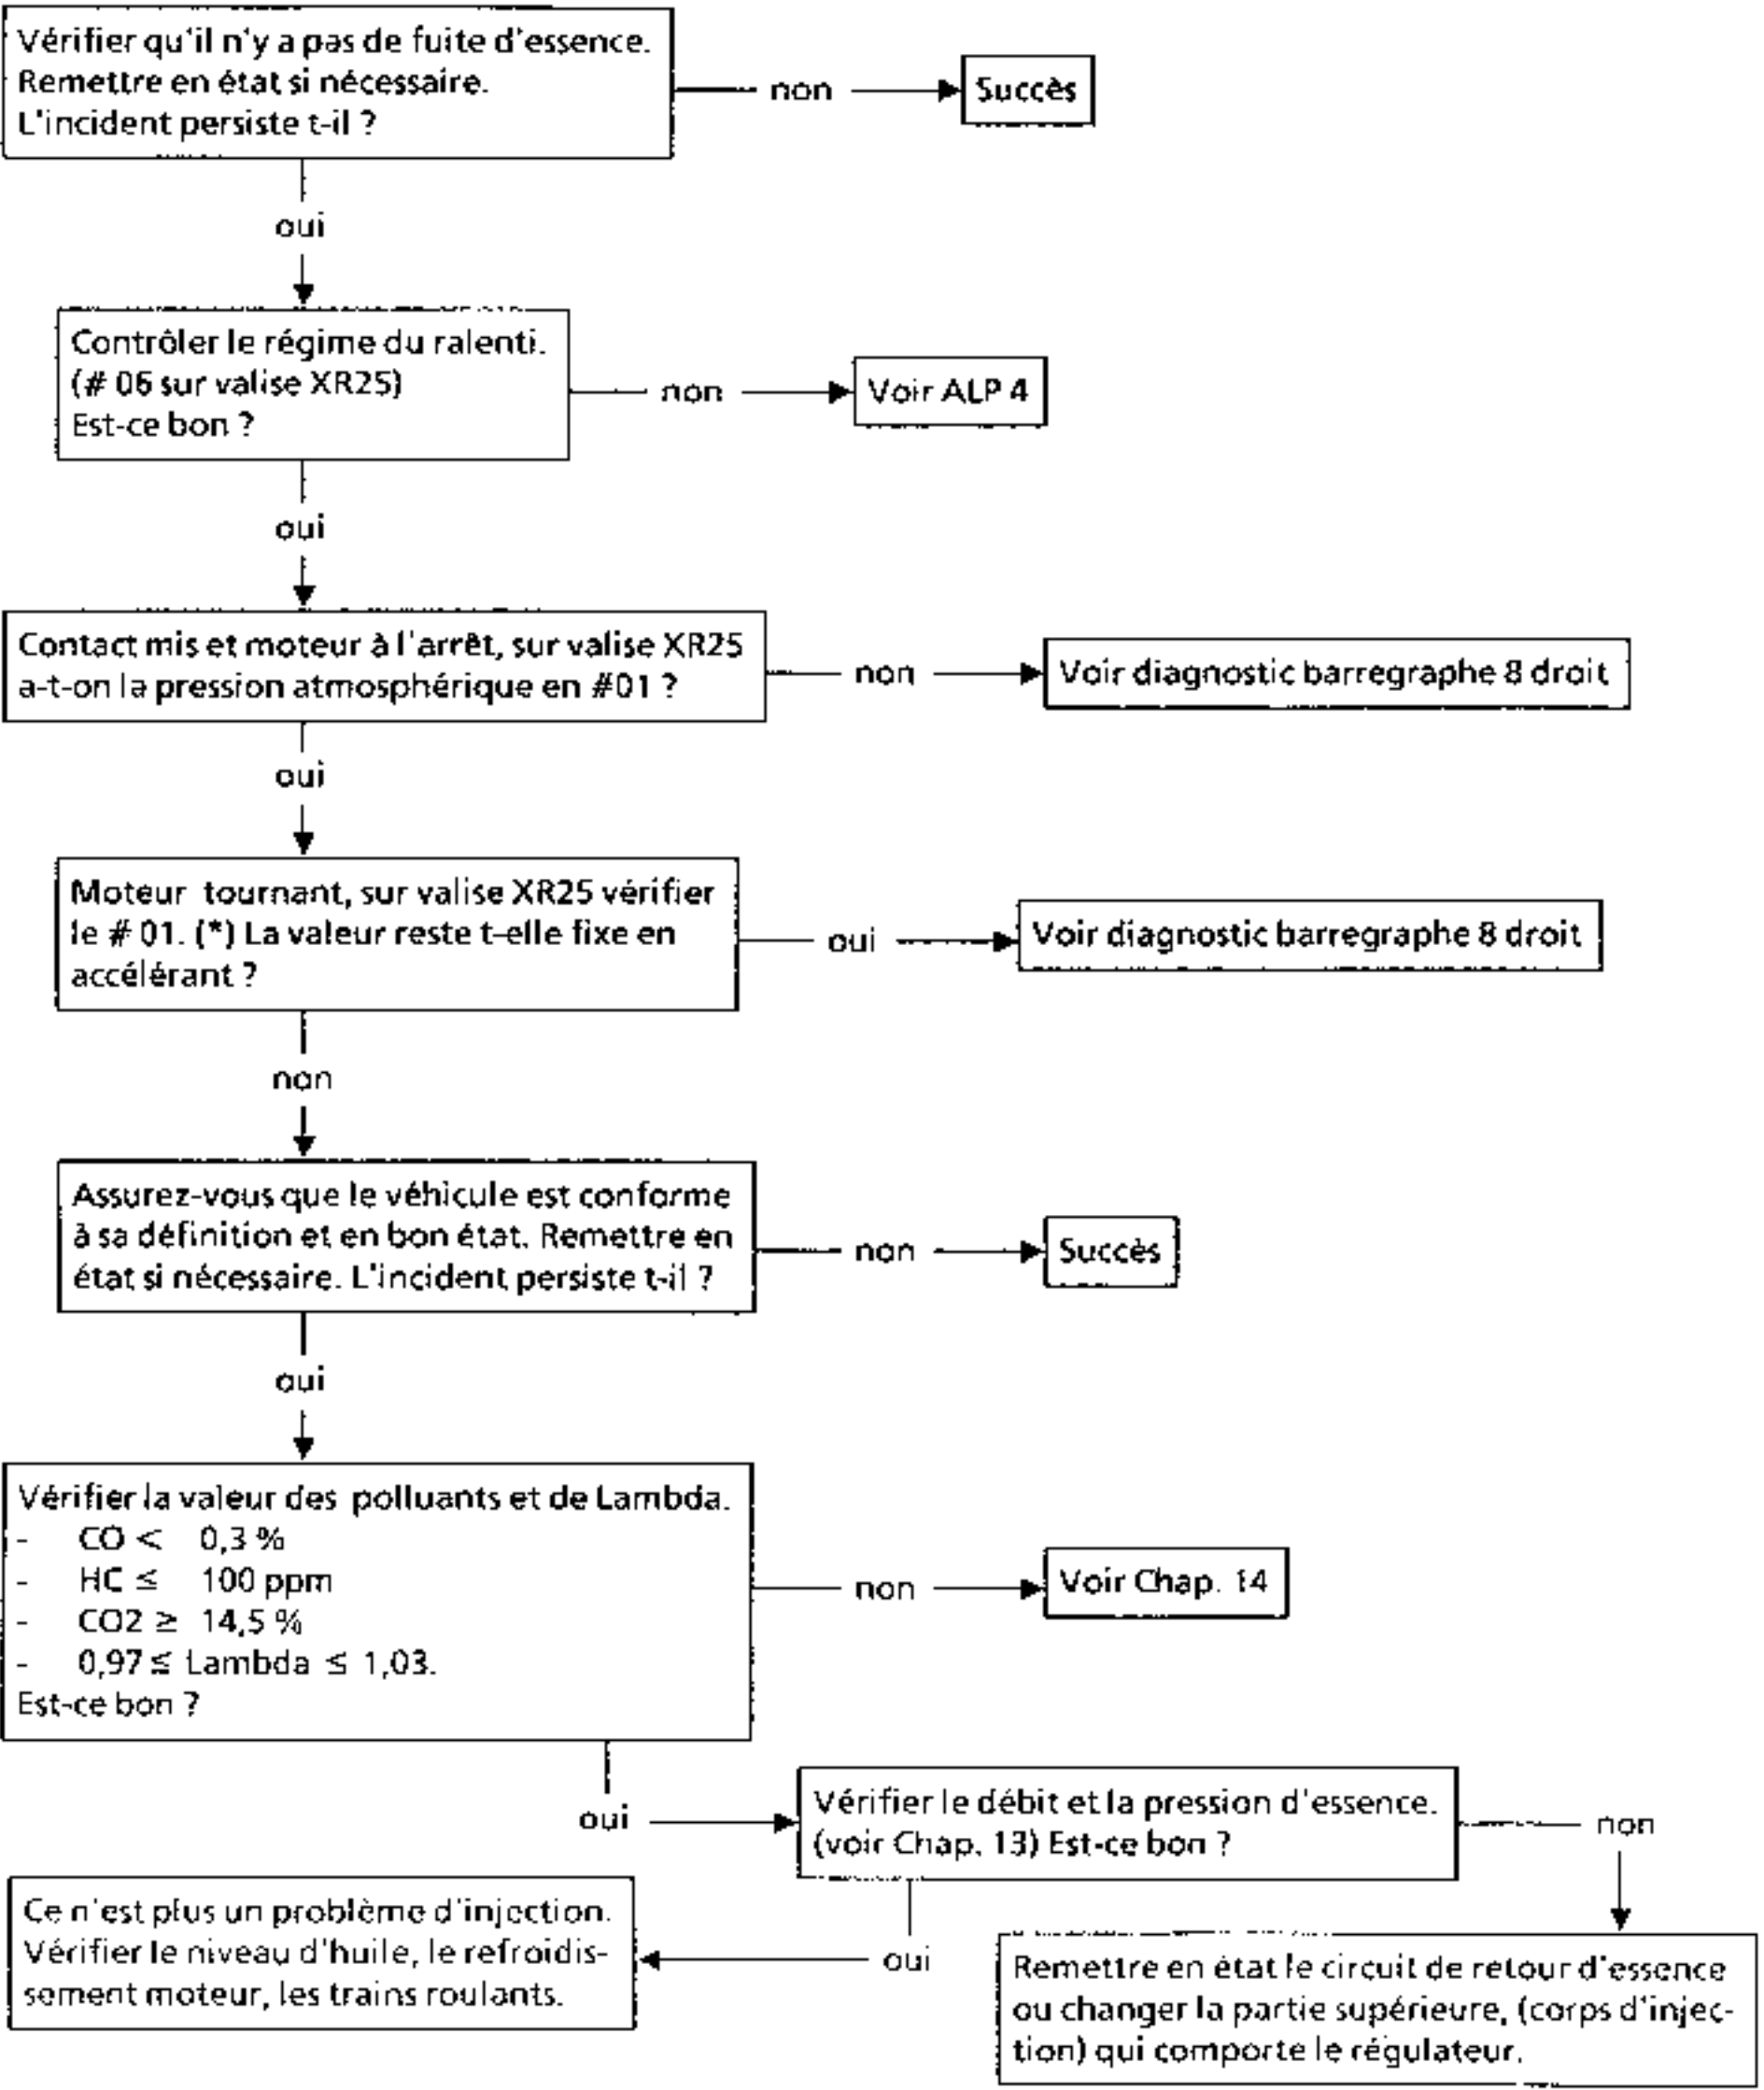 Vérifier qu'il n'y a pas de fuite d'essence.
Remettre en état si nécessaire.
L'incident persiste t-il ?
non
Succès
oui
Contrôler le régime du ralenti.
(# 06 sur valise XR25)
Est-ce bon ?
non
Voir ALP 4
oui
Contact mis et moteur à l'arrêt, sur valise XR25
a-t-on la pression atmosphérique en #01 ?
non
Voir diagnostic barregraphe 8 droit
oui
Moteur tournant, sur valise XR25 vérifier
le # 01. (*) La valeur reste t-elle fixe en
accélérant ?
oui
Voir diagnostic barregraphe 8 droit
non
Assurez-vous que le véhicule est conforme
à sa définition et en bon état. Remettre en
état si nécessaire. L'incident persiste t-il ?
non
Succès
oui
Vérifier la valeur des polluants et de Lambda.
- CO < 0,3 %
- HC ≤ 100 ppm
- CO2 ≥ 14,5 %
- 0,97 ≤ Lambda ≤ 1,03.
Est-ce bon ?
non
Voir Chap. 14
oui
Vérifier le débit et la pression d'essence.
(voir Chap. 13) Est-ce bon ?
non
oui
Ce n'est plus un problème d'injection.
Vérifier le niveau d'huile, le refroidis-
sement moteur, les trains roulants.
Remettre en état le circuit de retour d'essence
ou changer la partie supérieure, (corps d'injec-
tion) qui comporte le régulateur.